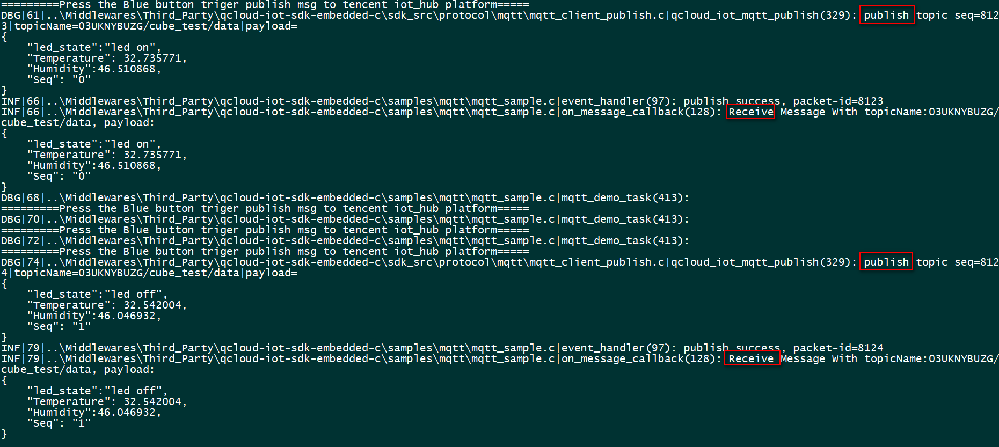 =========Press the Blue button triger publish msg to tencent iot_hub platform=====
DBG|61|..\Middlewares\Third_Party\qcloud-iot-sdk-embedded-c\sdk_src\protocol\mqtt\mqtt_client_publish.c|qcloud_iot_mqtt_publish(329): publish topic seq=812
3|topicName=O3UKNYBUZG/cube_test/data|payload=
{
    "led_state":"led on",
    "Temperature": 32.735771,
    "Humidity":46.510868,
    "Seq": "0"
}
INF|66|..\Middlewares\Third_Party\qcloud-iot-sdk-embedded-c\samples\mqtt\mqtt_sample.c|event_handler(97): publish success, packet-id=8123
INF|66|..\Middlewares\Third_Party\qcloud-iot-sdk-embedded-c\samples\mqtt\mqtt_sample.c|on_message_callback(128): Receive Message With topicName:O3UKNYBUZG/
cube_test/data, payload:
{
    "led_state":"led on",
    "Temperature": 32.735771,
    "Humidity":46.510868,
    "Seq": "0"
}
DBG|68|..\Middlewares\Third_Party\qcloud-iot-sdk-embedded-c\samples\mqtt\mqtt_sample.c|mqtt_demo_task(413):
=========Press the Blue button triger publish msg to tencent iot_hub platform=====
DBG|70|..\Middlewares\Third_Party\qcloud-iot-sdk-embedded-c\samples\mqtt\mqtt_sample.c|mqtt_demo_task(413):
=========Press the Blue button triger publish msg to tencent iot_hub platform=====
DBG|72|..\Middlewares\Third_Party\qcloud-iot-sdk-embedded-c\samples\mqtt\mqtt_sample.c|mqtt_demo_task(413):
=========Press the Blue button triger publish msg to tencent iot_hub platform=====
DBG|74|..\Middlewares\Third_Party\qcloud-iot-sdk-embedded-c\sdk_src\protocol\mqtt\mqtt_client_publish.c|qcloud_iot_mqtt_publish(329): publish topic seq=812
4|topicName=O3UKNYBUZG/cube_test/data|payload=
{
    "led_state":"led off",
    "Temperature": 32.542004,
    "Humidity":46.046932,
    "Seq": "1"
}
INF|79|..\Middlewares\Third_Party\qcloud-iot-sdk-embedded-c\samples\mqtt\mqtt_sample.c|event_handler(97): publish success, packet-id=8124
INF|79|..\Middlewares\Third_Party\qcloud-iot-sdk-embedded-c\samples\mqtt\mqtt_sample.c|on_message_callback(128): Receive Message With topicName:O3UKNYBUZG/
cube_test/data, payload:
{
    "led_state":"led off",
    "Temperature": 32.542004,
    "Humidity":46.046932,
    "Seq": "1"
}